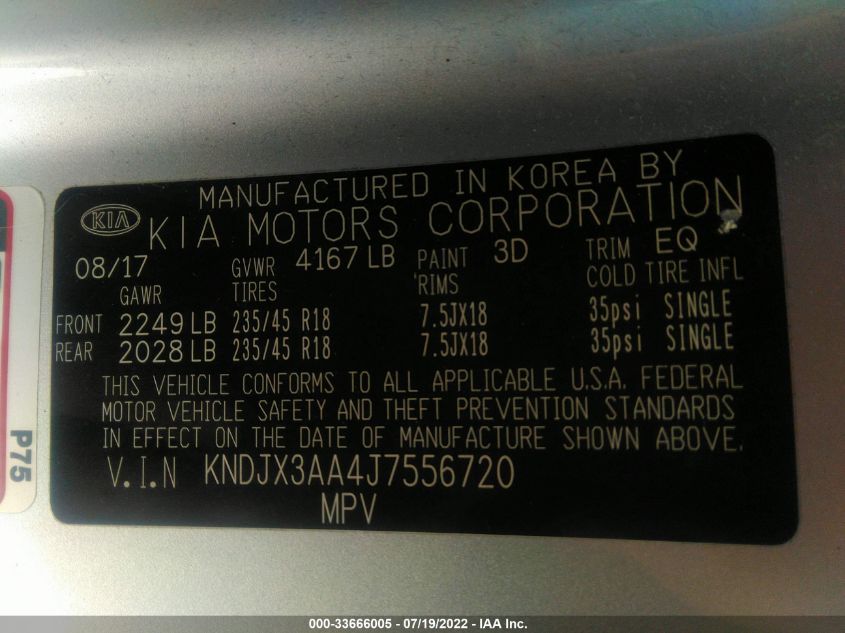 MANUFACTURED IN KOREA BY
KIA KIA MOTORS CORPORATION
08/17 GVWR 4167 LB PAINT 3D TRIM EQ
GAWR TIRES 'RIMS COLD TIRE INFL
FRONT 2249 LB 235/45 R18 7.5JX18 35psi SINGLE
REAR 2028 LB 235/45 R18 7.5JX18 35psi SINGLE
THIS VEHICLE CONFORMS TO ALL APPLICABLE U.S.A. FEDERAL
MOTOR VEHICLE SAFETY AND THEFT PREVENTION STANDARDS
IN EFFECT ON THE DATE OF MANUFACTURE SHOWN ABOVE.
V.I.N KNDJX3AA4J7556720
MPV
P75
000-33666005 - 07/19/2022 - IAA Inc.